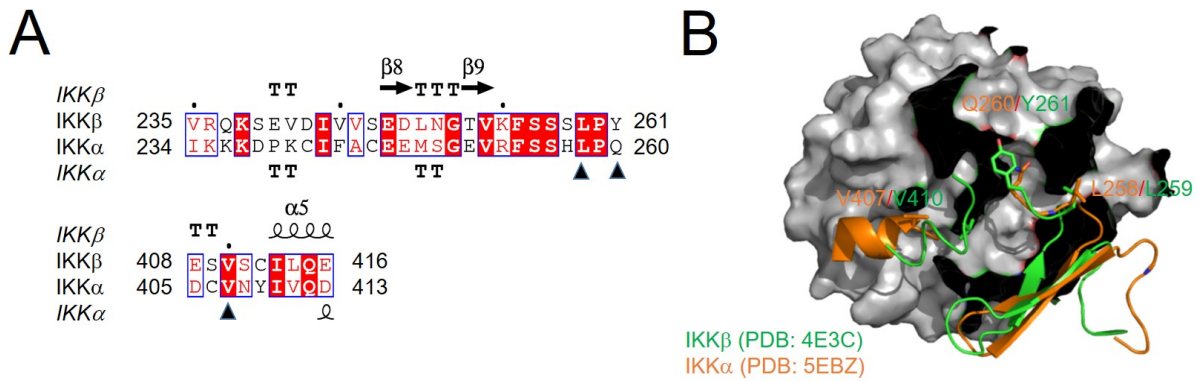 A
β8 β9
IKKβ TT TTT
IKKβ 235 VRQKSEVDIVVSEDLNGTVKFSSSLPY 261
IKKα 234 IKKKDPKCIFACEEMSGEVRFSSHLPQ 260
IKKα TT TT
α5
IKKβ TT
IKKβ 408 ESVSCILQE 416
IKKα 405 DCVNYIVQD 413
IKKα
B
Q260/Y261
V407/V410
L258/L259
IKKβ (PDB: 4E3C)
IKKα (PDB: 5EBZ)